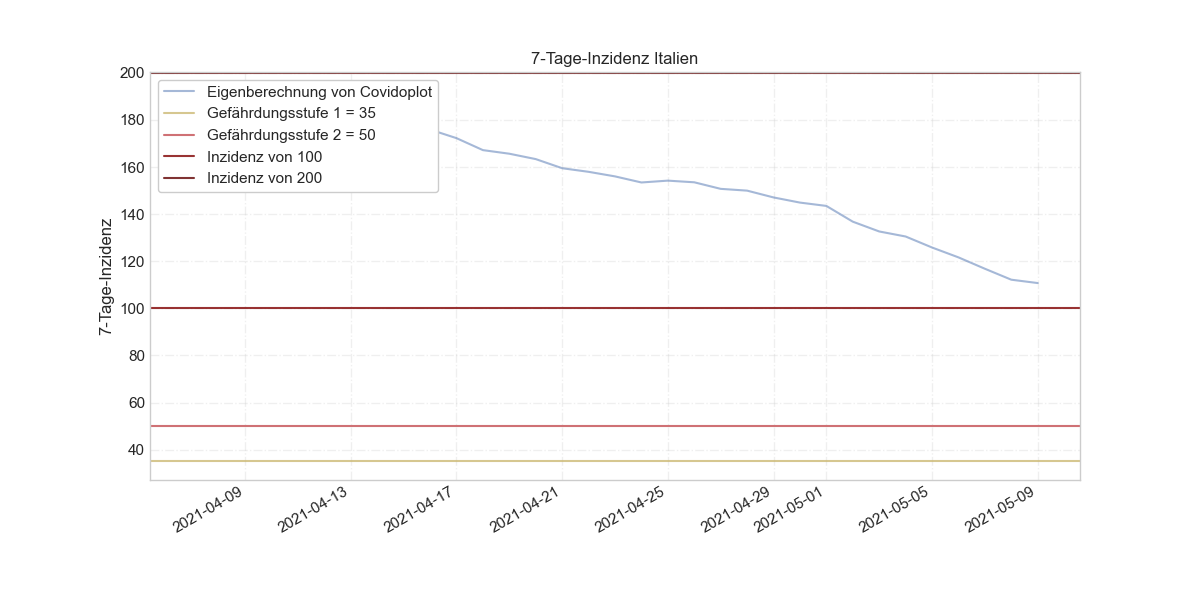 7-Tage-Inzidenz Italien
200
180
160
140
120
100
80
60
40
7-Tage-Inzidenz
Eigenberechnung von Covidoplot
Gefährdungsstufe 1 = 35
Gefährdungsstufe 2 = 50
Inzidenz von 100
Inzidenz von 200
2021-04-09
2021-04-13
2021-04-17
2021-04-21
2021-04-25
2021-04-29
2021-05-01
2021-05-05
2021-05-09